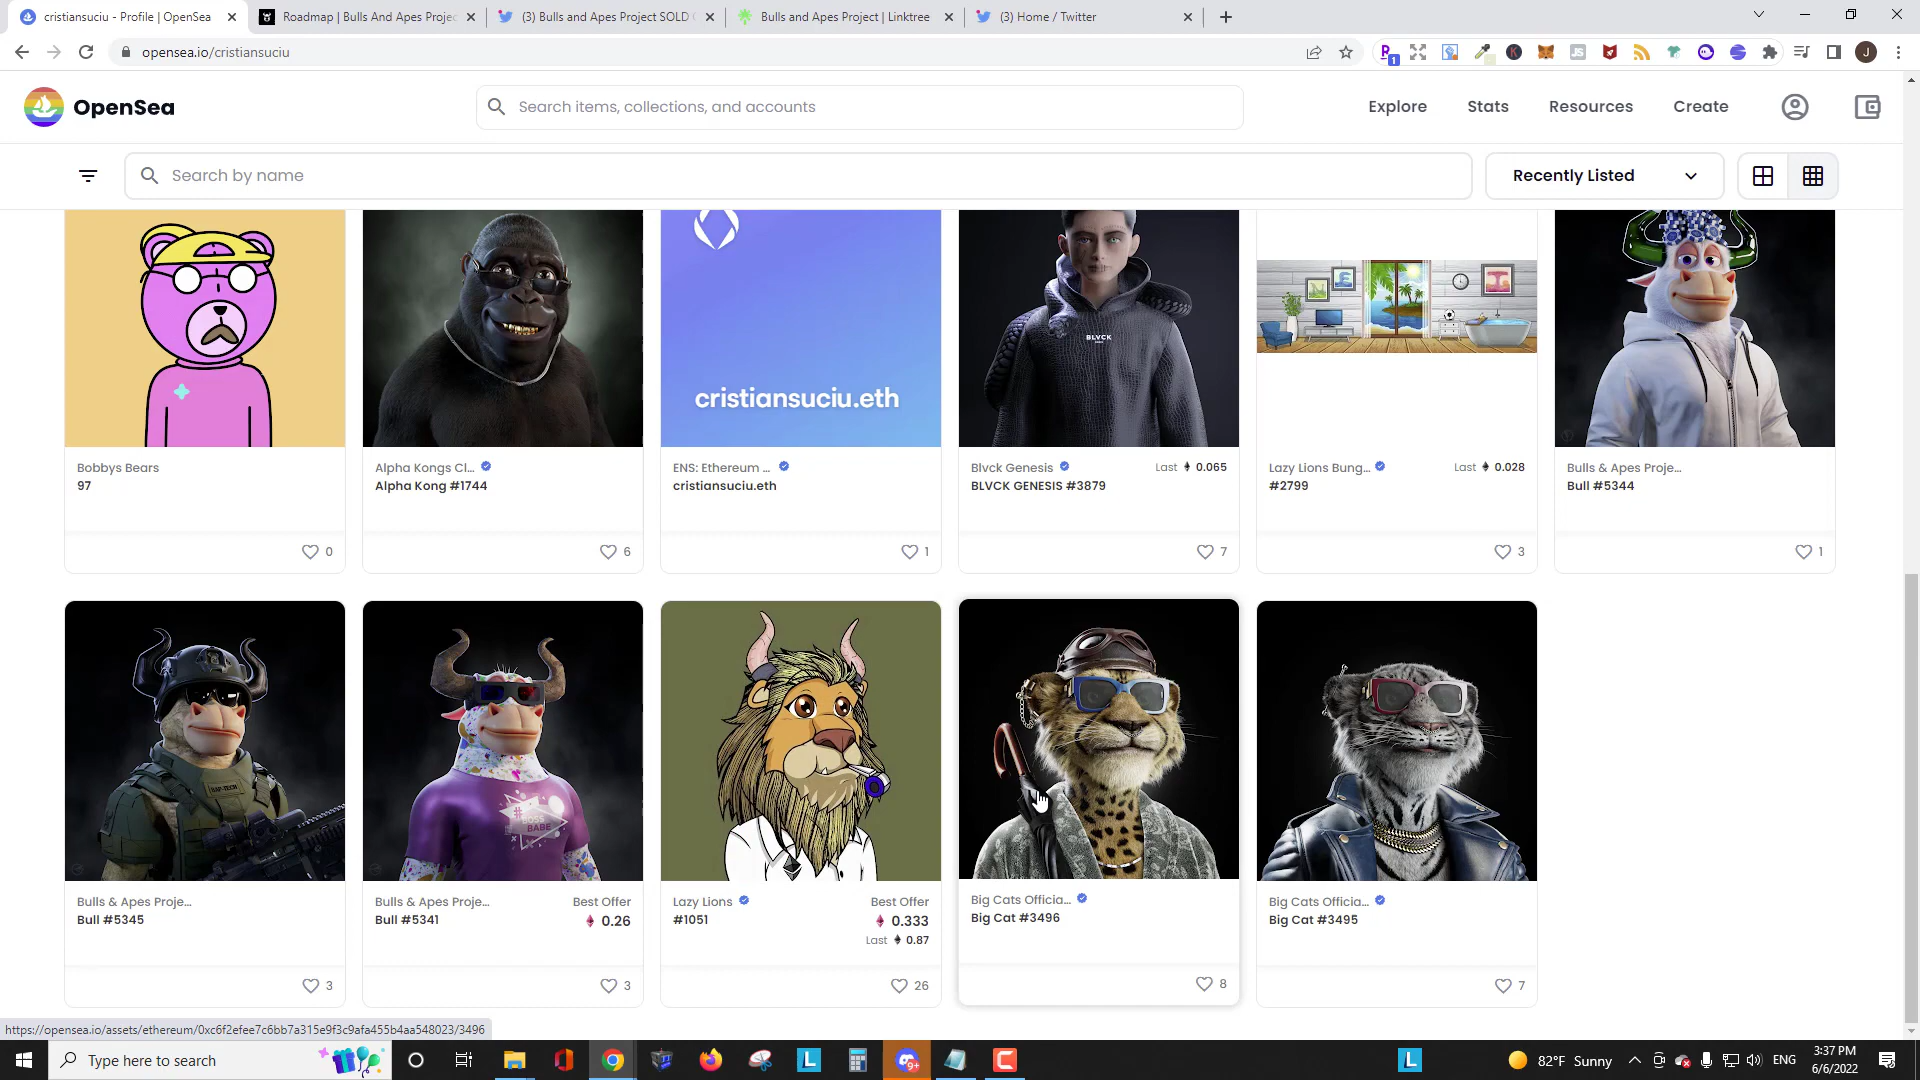 cristiansuciu - Profile | OpenSea
Roadmap | Bulls And Apes Projec
(3) Bulls and Apes Project SOLD
Bulls and Apes Project | Linktree
(3) Home / Twitter
opensea.io/cristiansuciu
1
J
OpenSea
Search items, collections, and accounts
Explore
Stats
Resources
Create
Search by name
Recently Listed
cristiansuciu.eth
BLVCK
Bobbys Bears
97
0
Alpha Kongs Cl...
Alpha Kong #1744
6
ENS: Ethereum ...
cristiansuciu.eth
1
Blvck Genesis
Last 0.065
BLVCK GENESIS #3879
7
Lazy Lions Bung...
Last 0.028
#2799
3
Bulls & Apes Proje...
Bull #5344
1
BAP-TECH
# BOSS
BABE
Bulls & Apes Proje...
Bull #5345
3
Bulls & Apes Proje...
Best Offer
Bull #5341
0.26
3
Lazy Lions
Best Offer
#1051
0.333
Last 0.87
26
Big Cats Officia...
Big Cat #3496
8
Big Cats Officia...
Big Cat #3495
7
https://opensea.io/assets/ethereum/0xc6f2efee7c6bb7a315e9f3c9afa455b4aa548023/3496
Type here to search
L
9+
L
82°F Sunny
ENG
3:37 PM
6/6/2022